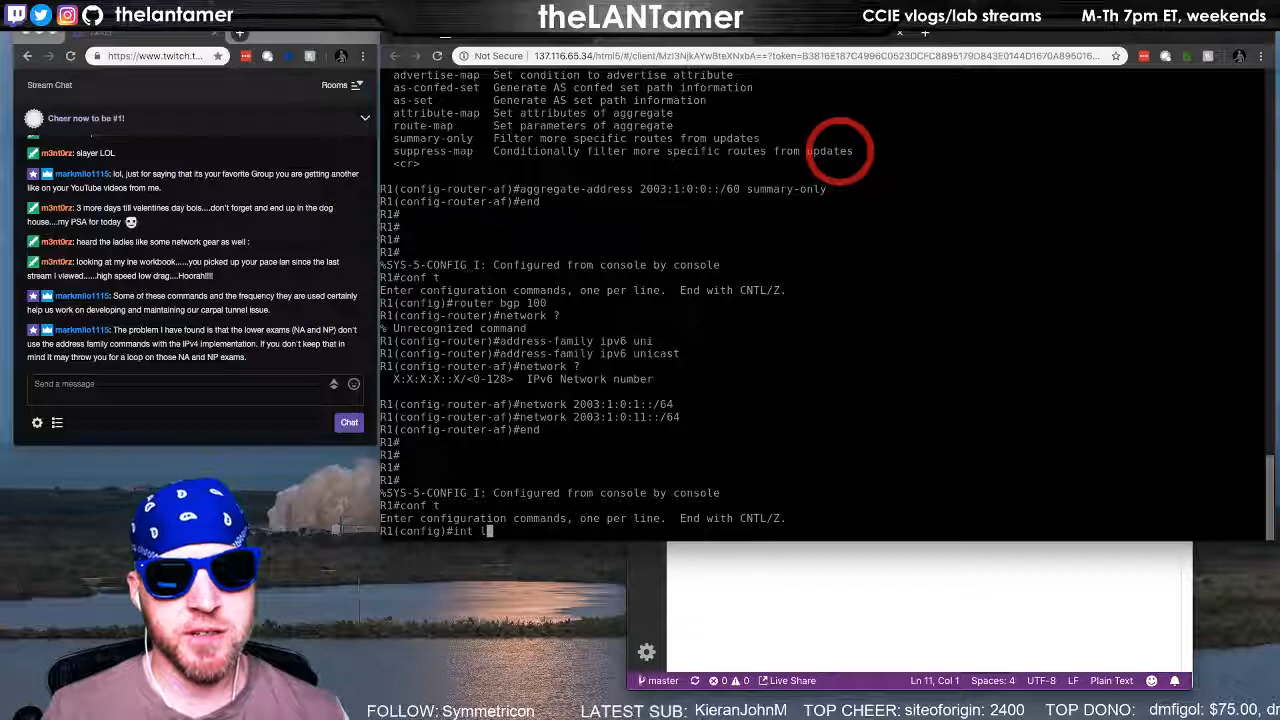 thelantamer
theLANTamer
CCIE vlogs/lab streams
M-Th 7pm ET, weekends
https://www.twitch.t...
Not Secure
137.116.65.34/html5/#/client/MzI3NjkAYwBteXNxbA==?token=B3816E187C4996C0523DCFC8895179D843E0144D1670A895016...
Stream Chat
Rooms
Cheer now to be #1!
m3nt0rz: slayer LOL
markmilo1115: lol, just for saying that its your favorite Group you are getting another
like on your YouTube videos from me.
m3nt0rz: 3 more days till valentines day bois....don't forget and end up in the dog
house....my PSA for today
m3nt0rz: heard the ladies like some network gear as well :
m3nt0rz: looking at my ine workbook......you picked up your pace lan since the last
stream I viewed......high speed low drag....Hoorah!!!!
markmilo1115: Some of these commands and the frequency they are used certainly
help us work on developing and maintaining our carpal tunnel issue.
markmilo1115: The problem I have found is that the lower exams (NA and NP) don't
use the address family commands with the IPv4 implementation. If you don't keep that in
mind it may throw you for a loop on those NA and NP exams.
Send a message
Chat
advertise-map Set condition to advertise attribute
as-confed-set Generate AS confed set path information
as-set Generate AS set path information
attribute-map Set attributes of aggregate
route-map Set parameters of aggregate
summary-only Filter more specific routes from updates
suppress-map Conditionally filter more specific routes from updates
<cr>
R1(config-router-af)#aggregate-address 2003:1:0:0::/60 summary-only
R1(config-router-af)#end
R1#
R1#
R1#
R1#
%SYS-5-CONFIG_I: Configured from console by console
R1#conf t
Enter configuration commands, one per line. End with CNTL/Z.
R1(config)#router bgp 100
R1(config-router)#network ?
% Unrecognized command
R1(config-router)#address-family ipv6 uni
R1(config-router)#address-family ipv6 unicast
R1(config-router-af)#network ?
X:X:X:X::X/<0-128> IPv6 Network number
R1(config-router-af)#network 2003:1:0:1::/64
R1(config-router-af)#network 2003:1:0:11::/64
R1(config-router-af)#end
R1#
R1#
R1#
R1#
%SYS-5-CONFIG_I: Configured from console by console
R1#conf t
Enter configuration commands, one per line. End with CNTL/Z.
R1(config)#int l
master
0
0
Live Share
Ln 11, Col 1
Spaces: 4
UTF-8
LF
Plain Text
FOLLOW: Symmetricon
LATEST SUB: KieranJohnM
TOP CHEER: siteoforigin: 2400
TOP DONO: dmfigol: $75.00, d